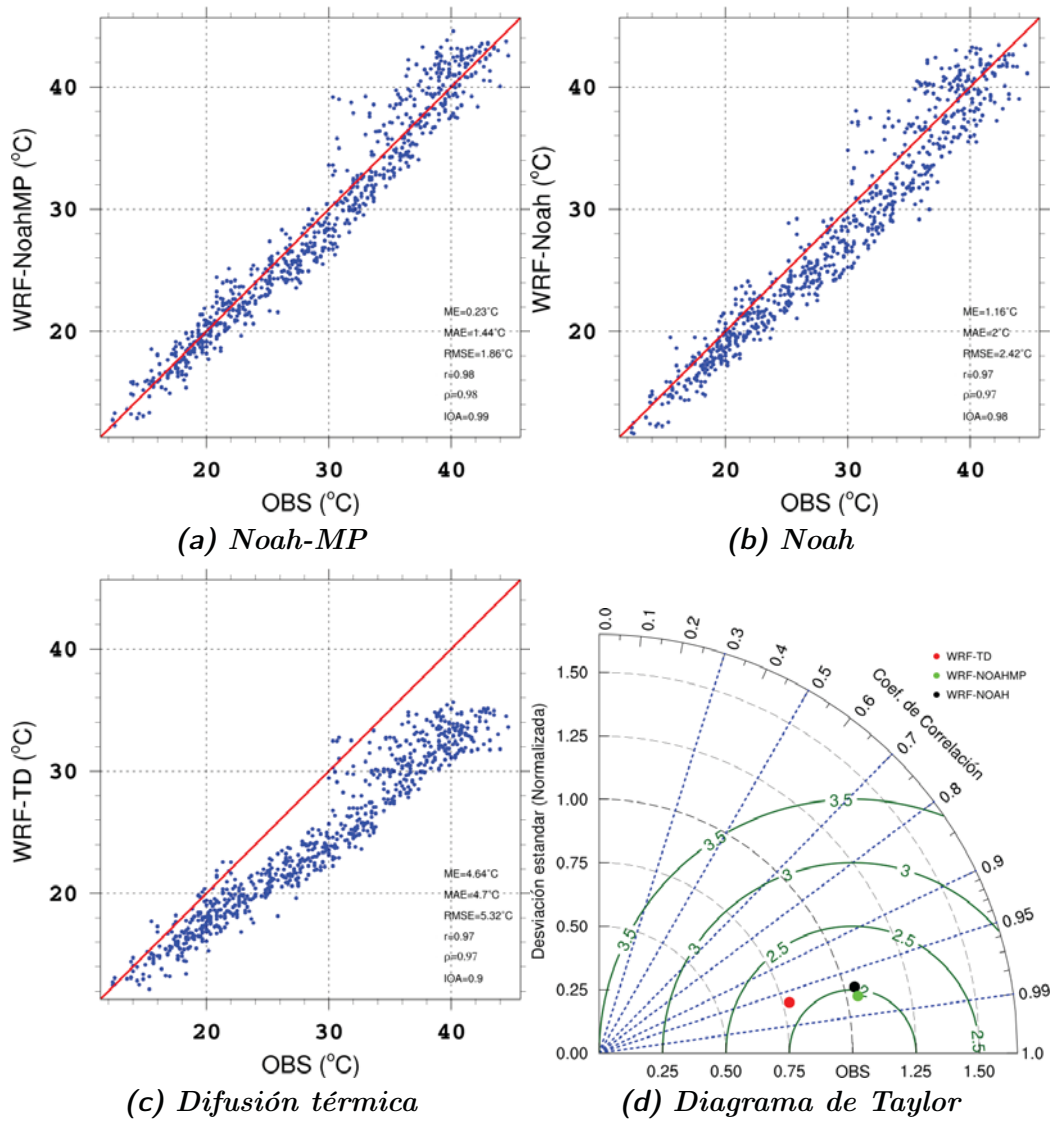 WRF-NoahMP (°C)
40
30
20
ME=0.23°C
MAE=1.44°C
RMSE=1.86°C
r=0.98
ρ=0.98
IOA=0.99
20 30 40
OBS (°C)
(a) Noah-MP
WRF-Noah (°C)
40
30
20
ME=1.16°C
MAE=2°C
RMSE=2.42°C
r=0.97
ρ=0.97
IOA=0.98
20 30 40
OBS (°C)
(b) Noah
WRF-TD (°C)
40
30
20
ME=4.64°C
MAE=4.7°C
RMSE=5.32°C
r=0.97
ρ=0.97
IOA=0.9
20 30 40
OBS (°C)
(c) Difusión térmica
WRF-TD
WRF-NOAHMP
WRF-NOAH
Coef. de Correlación
0.0 0.1 0.2 0.3 0.4 0.5 0.6 0.7 0.8 0.9 0.95 0.99 1.0
Desviación estandar (Normalizada)
1.50
1.25
1.00
0.75
0.50
0.25
0.00
3.5
3.5
3.5
3
3
3
2.5
2.5
2.5
2
0.25 0.50 0.75 OBS 1.25 1.50
(d) Diagrama de Taylor